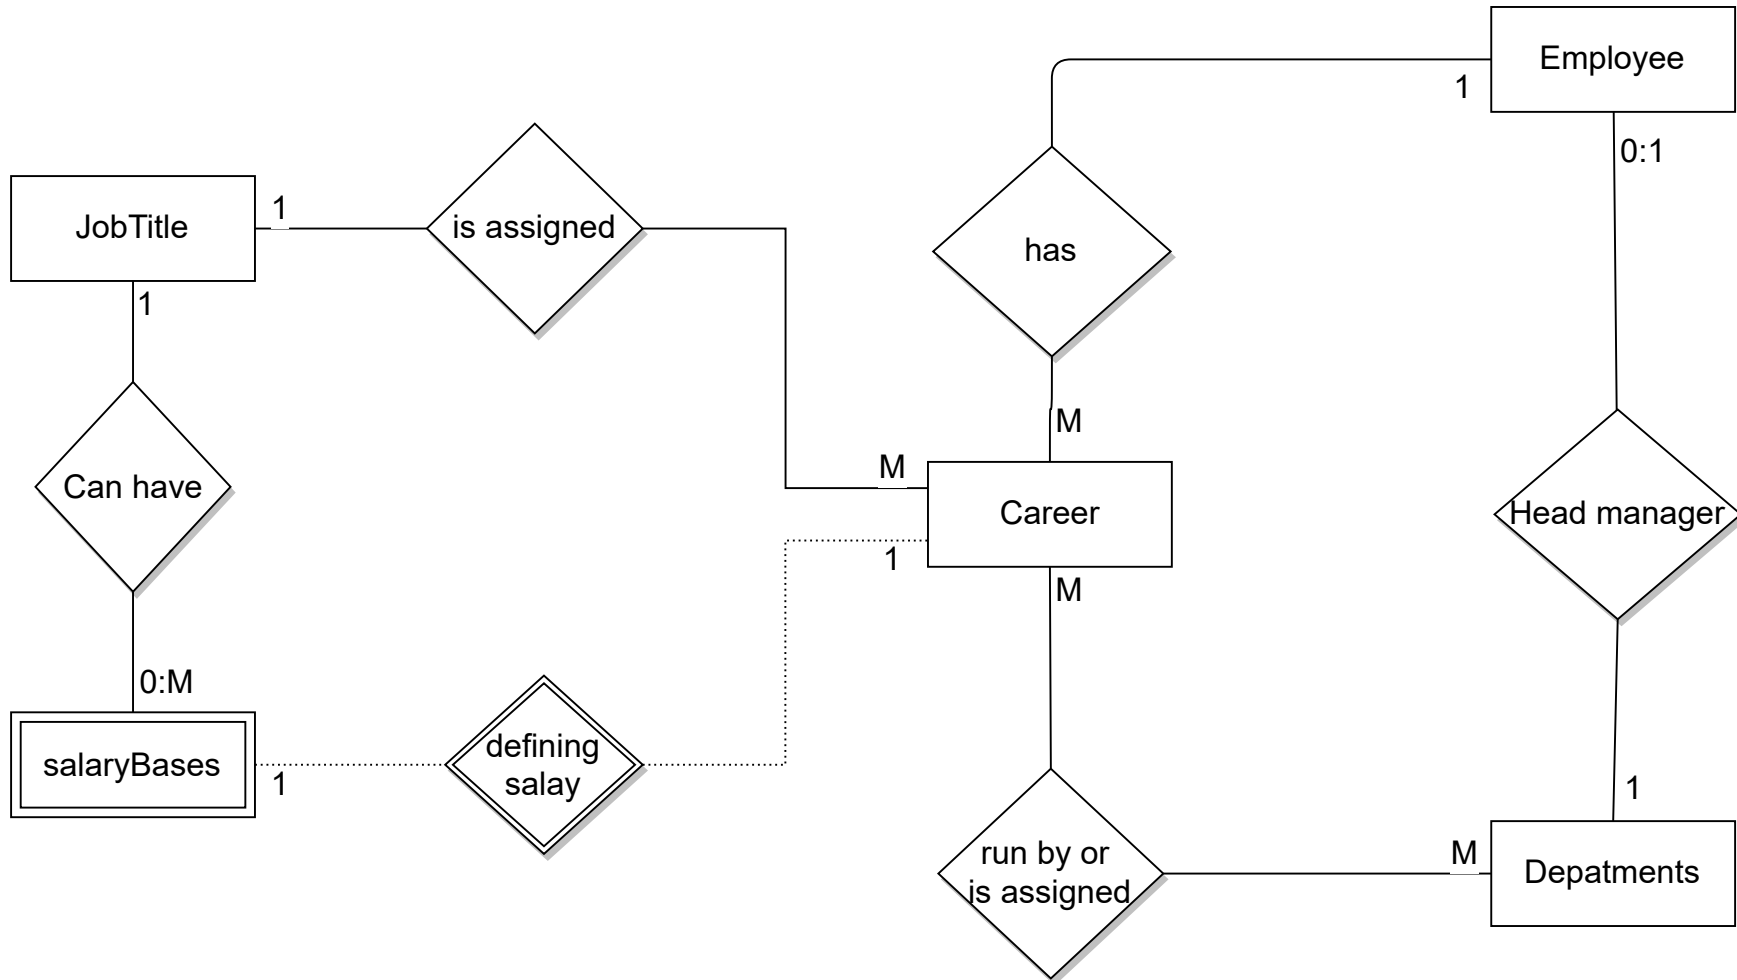 Employee
1
0:1
JobTitle
1
is assigned
has
1
M
M
Can have
Career
Head manager
1
M
0:M
salaryBases
1
defining
salay
1
M
run by or
is assigned
Depatments